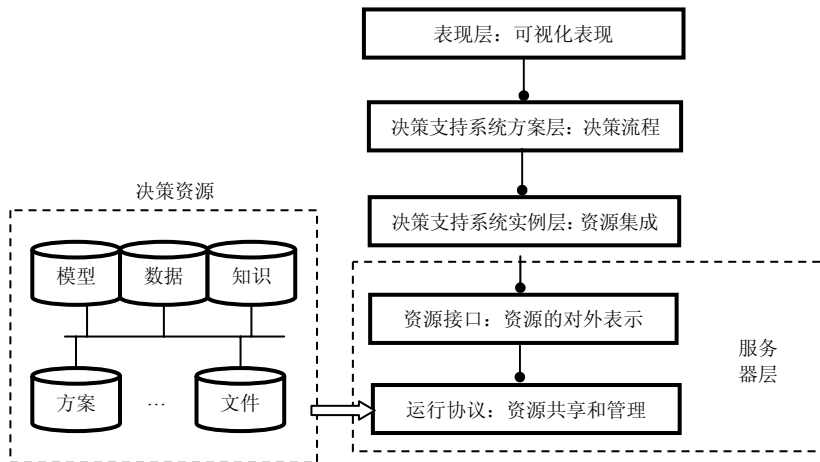 表现层：可视化表现
决策支持系统方案层：决策流程
决策资源
决策支持系统实例层：资源集成
模型
数据
知识
资源接口：资源的对外表示
服务
器层
方案
…
文件
运行协议：资源共享和管理